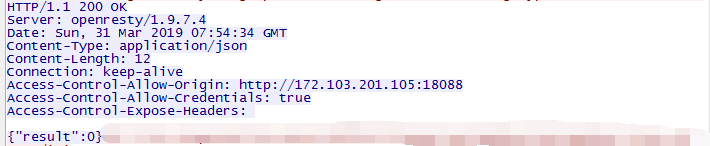 HTTP/1.1 200 OK
Server: openresty/1.9.7.4
Date: Sun, 31 Mar 2019 07:54:34 GMT
Content-Type: application/json
Content-Length: 12
Connection: keep-alive
Access-Control-Allow-Origin: http://172.103.201.105:18088
Access-Control-Allow-Credentials: true
Access-Control-Expose-Headers:
{"result":0}